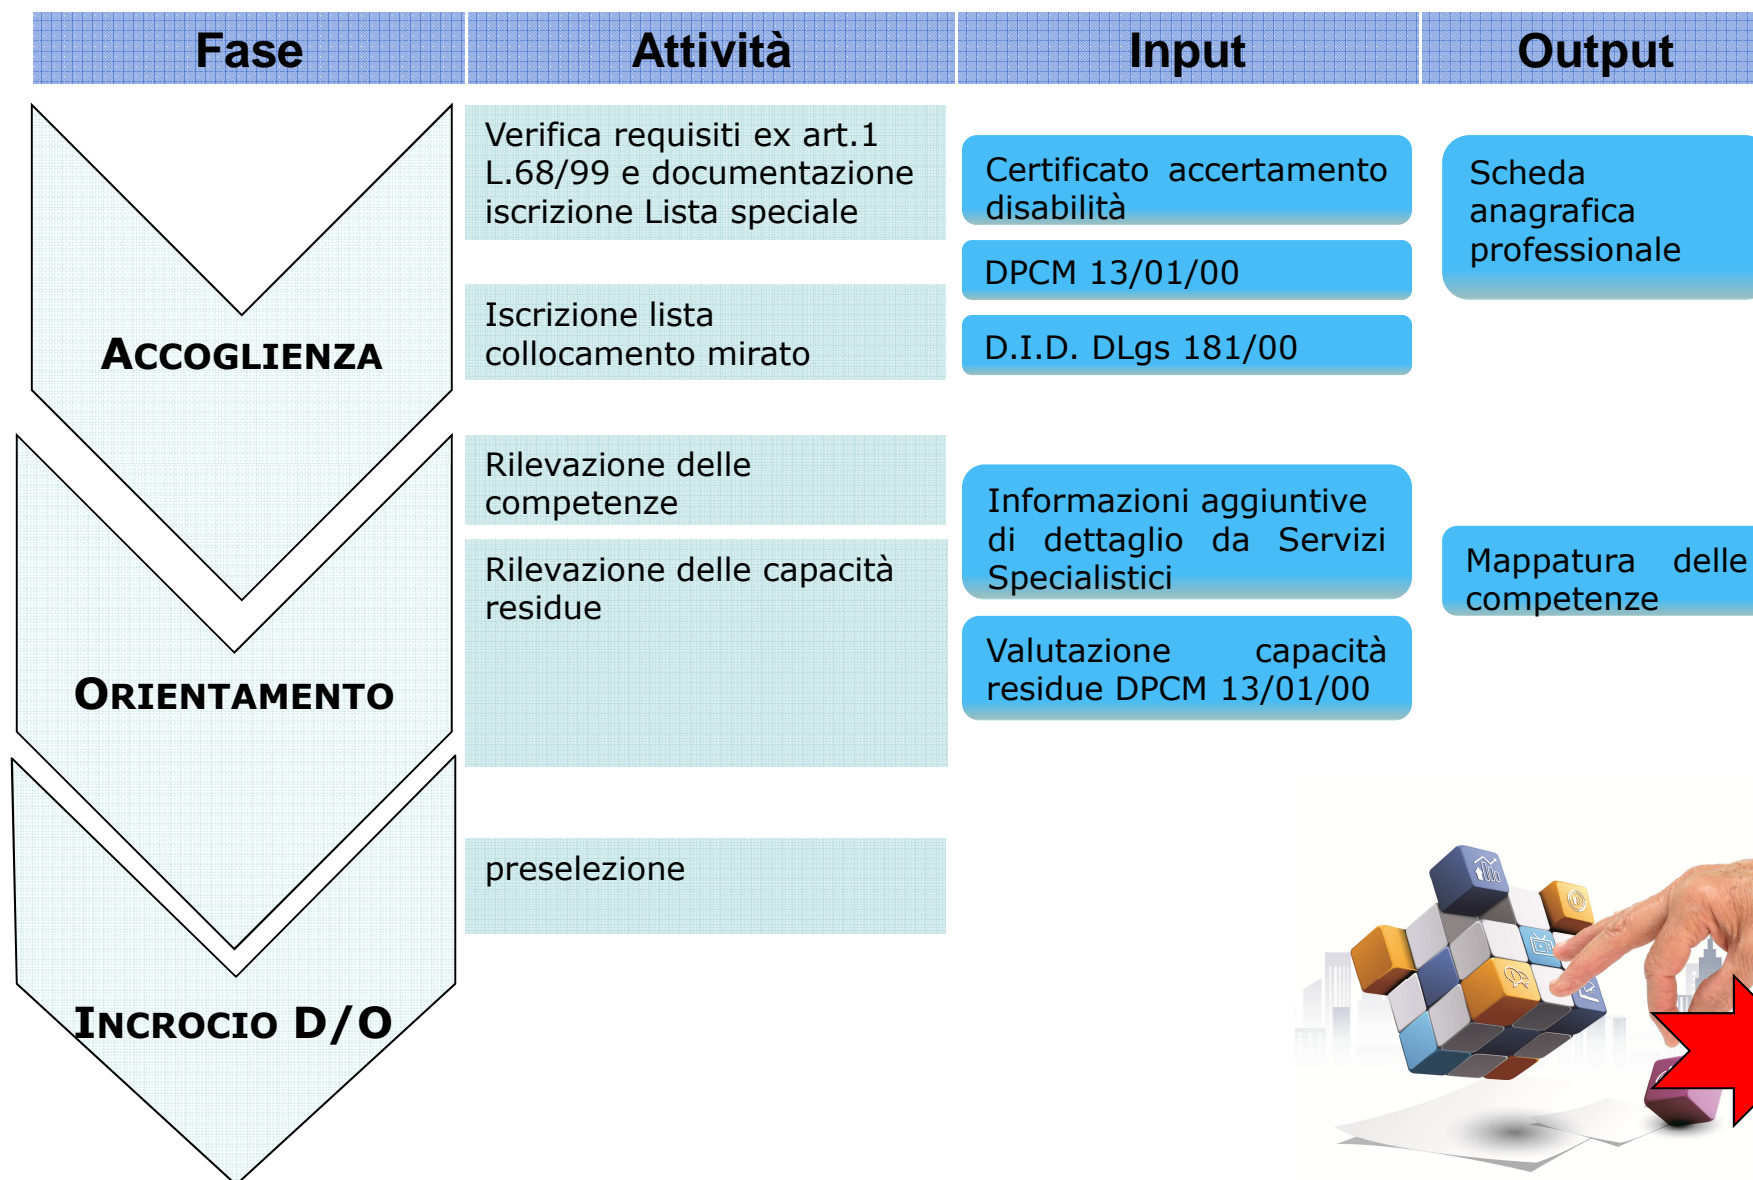 Fase
Attività
Input
Output
ACCOGLIENZA
Verifica requisiti ex art.1
L.68/99 e documentazione
iscrizione Lista speciale
Iscrizione lista
collocamento mirato
Certificato accertamento
disabilità
DPCM 13/01/00
D.I.D. DLgs 181/00
Scheda
anagrafica
professionale
ORIENTAMENTO
Rilevazione delle
competenze
Rilevazione delle capacità
residue
Informazioni aggiuntive
di dettaglio da Servizi
Specialistici
Valutazione capacità
residue DPCM 13/01/00
Mappatura delle
competenze
INCROCIO D/O
preselezione